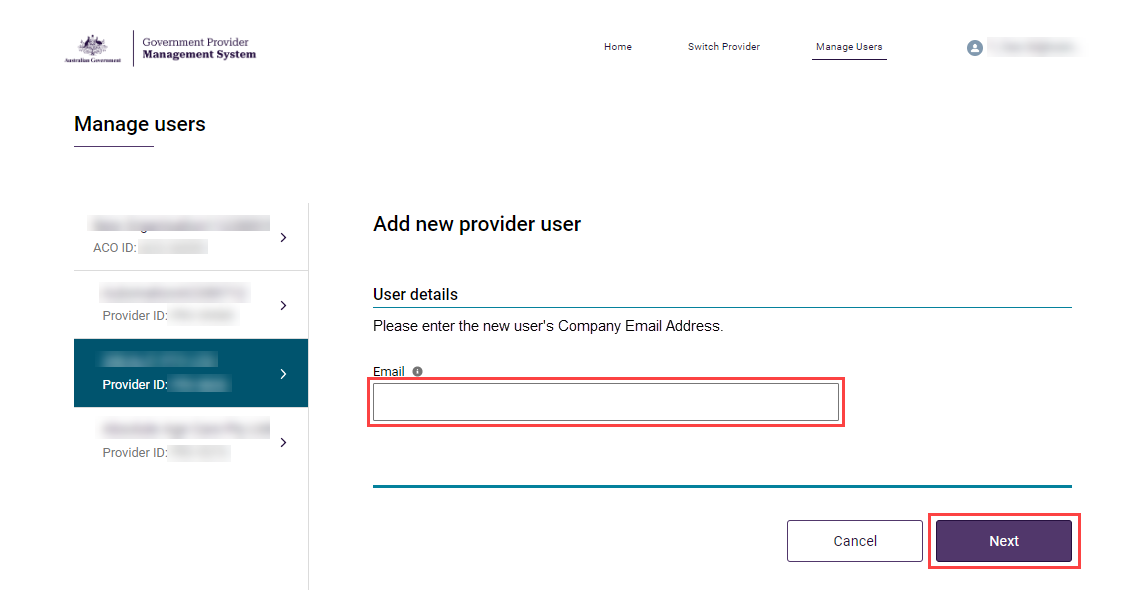 Australian Government
Government Provider
Management System
Home
Switch Provider
Manage Users
Manage users
ACO ID:
Provider ID:
Provider ID:
Provider ID:
Add new provider user
User details
Please enter the new user's Company Email Address.
Email
Cancel
Next